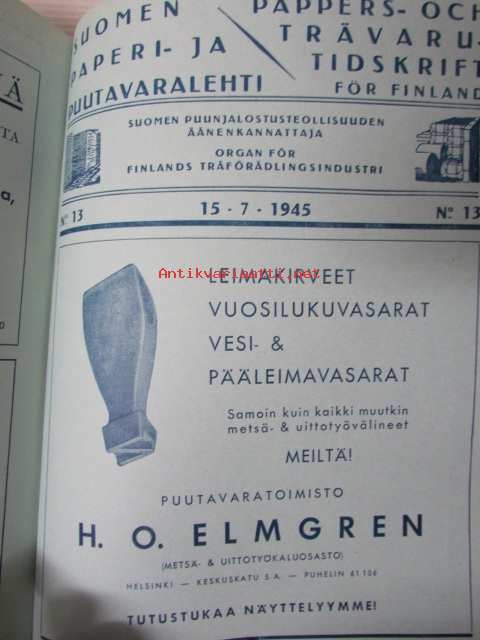 SUOMEN
PAPERI- JA
PUUTAVARALEHTI
PAPPERS- OCH
TRÄVARU-
TIDSKRIFT
FÖR FINLAND
SUOMEN PUUNJALOSTUSTEOLLISUUDEN
ÄÄNENKANNATTAJA
ORGAN FÖR
FINLANDS TRÄFÖRÄDLINGSINDUSTRI
No 13
15 - 7 - 1945
No 13
Antikvariaatti.net
LEIMAKIRVEET
VUOSILUKUVASARAT
VESI- &
PÄÄLEIMAVASARAT
Samoin kuin kaikki muutkin
metsä- & uittotyövälineet
MEILTÄ!
PUUTAVARATOIMISTO
H. O. ELMGREN
(METSÄ- & UITTOTYÖKALUOSASTO)
HELSINKI — KESKUSKATU 5 A. — PUHELIN 61 106
TUTUSTUKAA NÄYTTELYYMME!